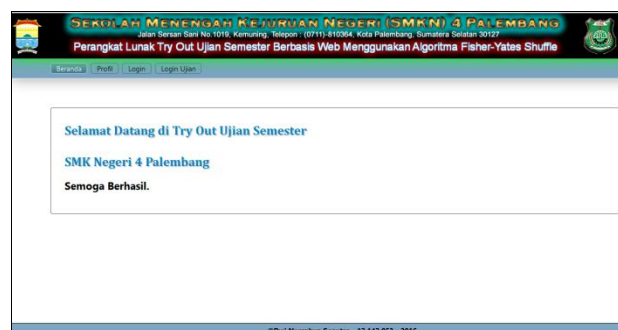 SEKOLAH MENENGAH KEJURUAN NEGERI (SMKN) 4 PALEMBANG
Jalan Sersan Sani No.1019, Kemuning, Telepon : (0711)-810364, Kota Palembang, Sumatera Selatan 30127
Perangkat Lunak Try Out Ujian Semester Berbasis Web Menggunakan Algoritma Fisher-Yates Shuffle
Beranda Profil Login Login Ujian
Selamat Datang di Try Out Ujian Semester
SMK Negeri 4 Palembang
Semoga Berhasil.